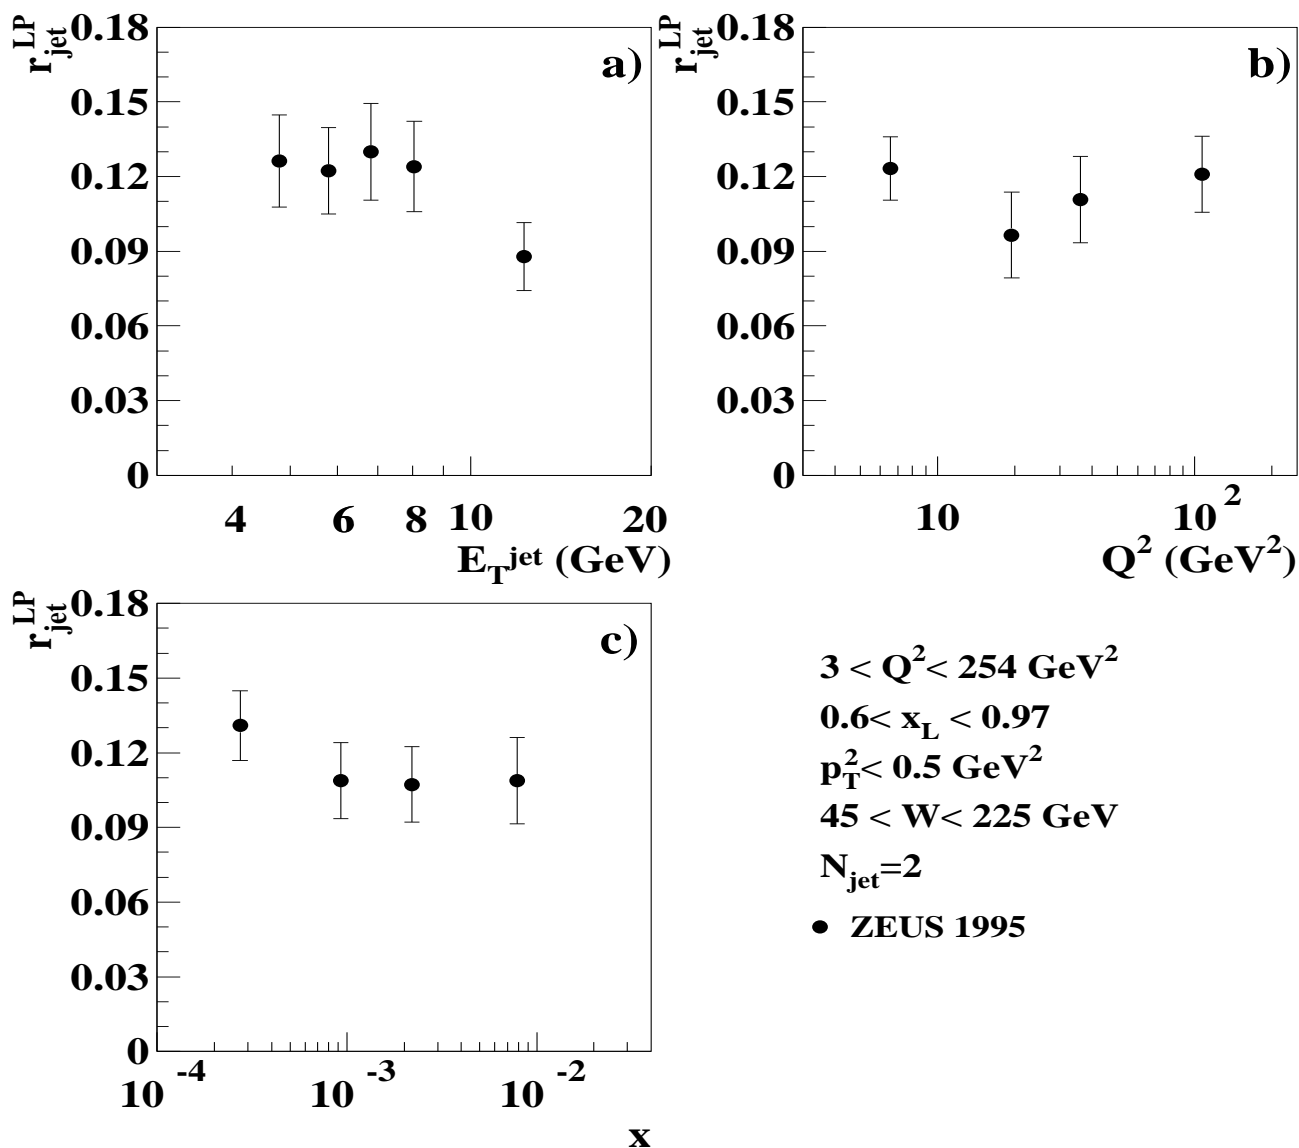 r_jet^LP
a)
0.18
0.15
0.12
0.09
0.06
0.03
0
4 6 8 10 20
E_T^jet (GeV)
r_jet^LP
b)
0.18
0.15
0.12
0.09
0.06
0.03
0
10 10^2
Q^2 (GeV^2)
r_jet^LP
c)
0.18
0.15
0.12
0.09
0.06
0.03
0
10^-4 10^-3 10^-2
x
3 < Q^2< 254 GeV^2
0.6< x_L < 0.97
p_T^2< 0.5 GeV^2
45 < W< 225 GeV
N_jet=2
ZEUS 1995